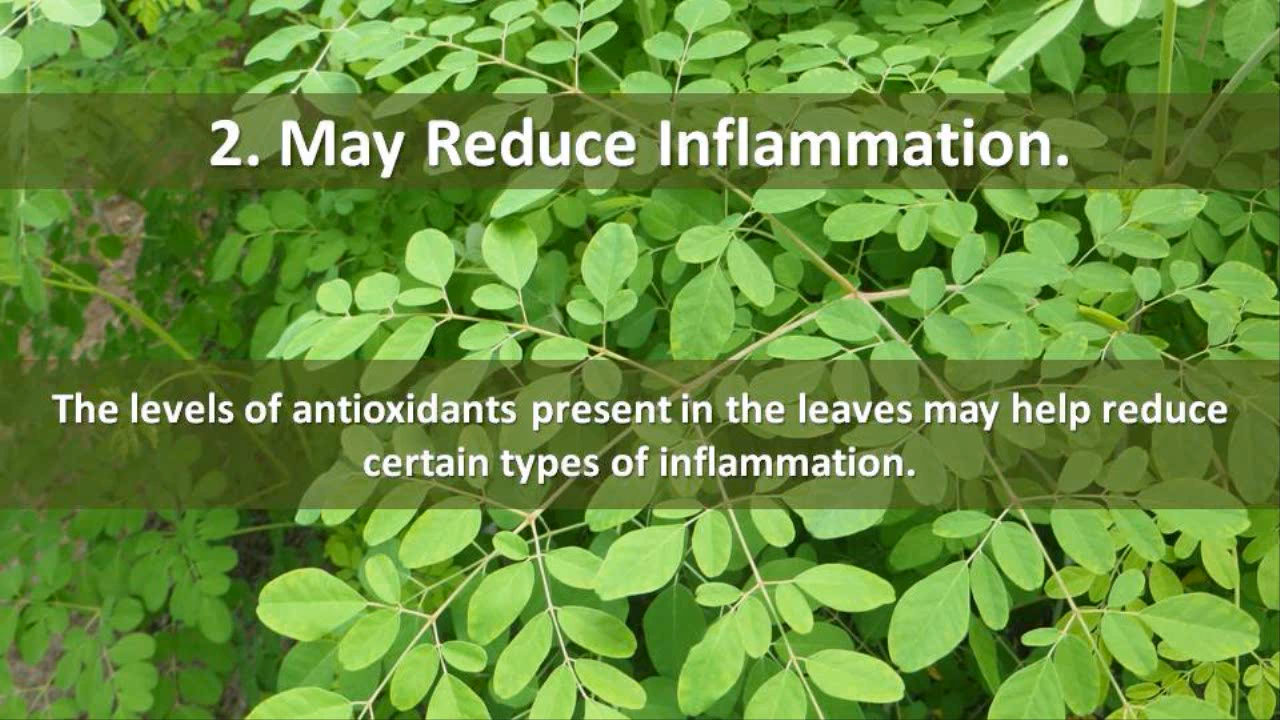 2. May Reduce Inflammation.
The levels of antioxidants present in the leaves may help reduce
certain types of inflammation.